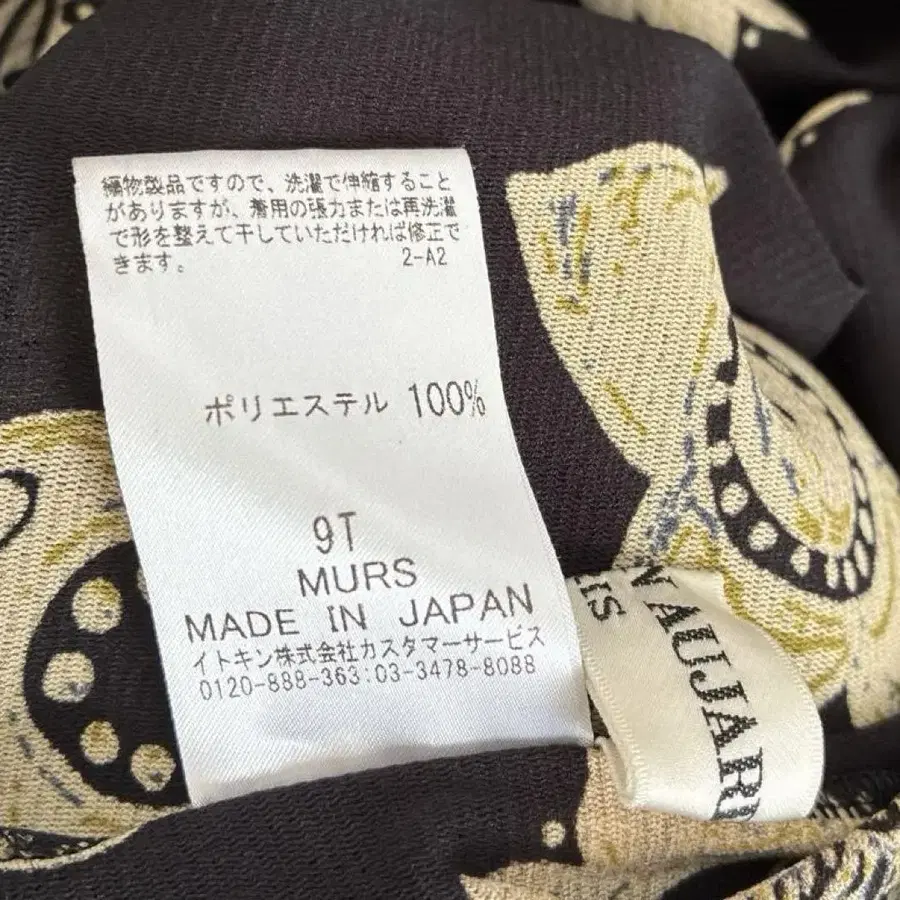 編物製品ですので、洗濯で伸縮すること
がありますが、着用の張力または再洗濯
で形を整えて干していただければ修正で
きます。 2-A2
ポリエステル 100%
9T
MURS
MADE IN JAPAN
イトキン株式会社カスタマーサービス
0120-888-363:03-3478-8088
N AUJARD
IS